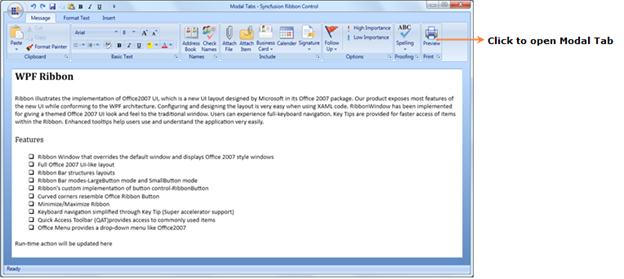 Modal Tabs - Syncfusion Ribbon Control
Message Format Text Insert
Paste
Format Painter
Clipboard
Arial
8
B I U
Basic Text
Address Book
Check Names
Names
Attach File
Attach Item
Business Card
Calendar
Signature
Include
Follow Up
High Importance
Low Importance
Options
ABC
Spelling
Proofing
Preview
Print
Click to open Modal Tab
WPF Ribbon
Ribbon illustrates the implementation of Office2007 UI, which is a new UI layout designed by Microsoft in its Office 2007 package. Our product exposes most features of
the new UI while conforming to the WPF architecture. Configuring and designing the layout is very easy when using XAML code. RibbonWindow has been implemented
for giving a themed Office 2007 UI look and feel to the traditional window. Users can experience full-keyboard navigation. Key Tips are provided for faster access of items
within the Ribbon. Enhanced tooltips help users use and understand the application very easily.
Features
Ribbon Window that overrides the default window and displays Office 2007 style windows
Full Office 2007 UI-like layout
Ribbon Bar structures layouts
Ribbon Bar modes-LargeButton mode and SmallButton mode
Ribbon's custom implementation of button control-RibbonButton
Curved corners resemble Office Ribbon Button
Minimize/Maximize Ribbon
Keyboard navigation simplified through Key Tip (Super accelerator support)
Quick Access Toolbar (QAT)provides access to commonly used items
Office Menu provides a drop-down menu like Office2007
Run-time action will be updated here
Ready